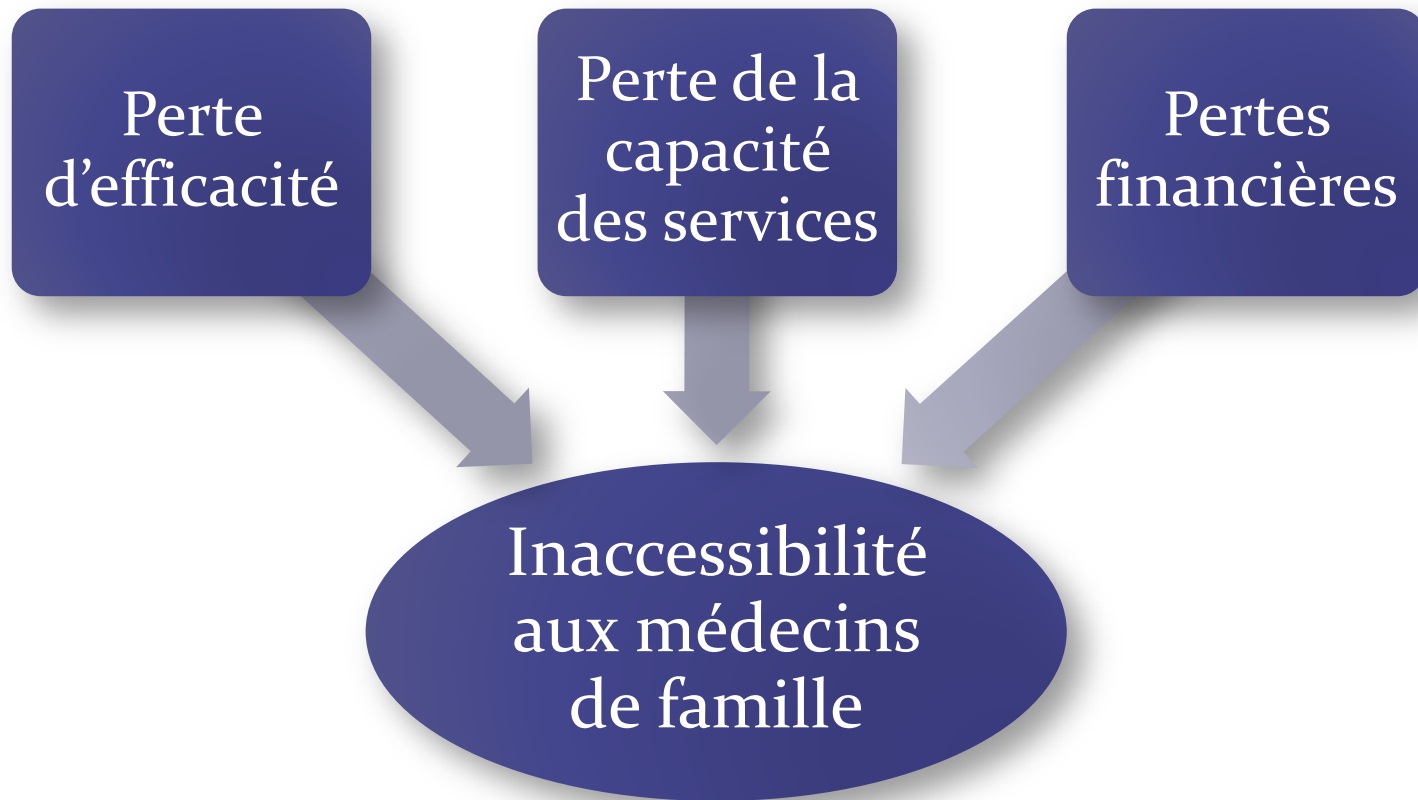 Perte
d’efficacité
Perte de la
capacité
des services
Pertes
financières
Inaccessibilité
aux médecins
de famille